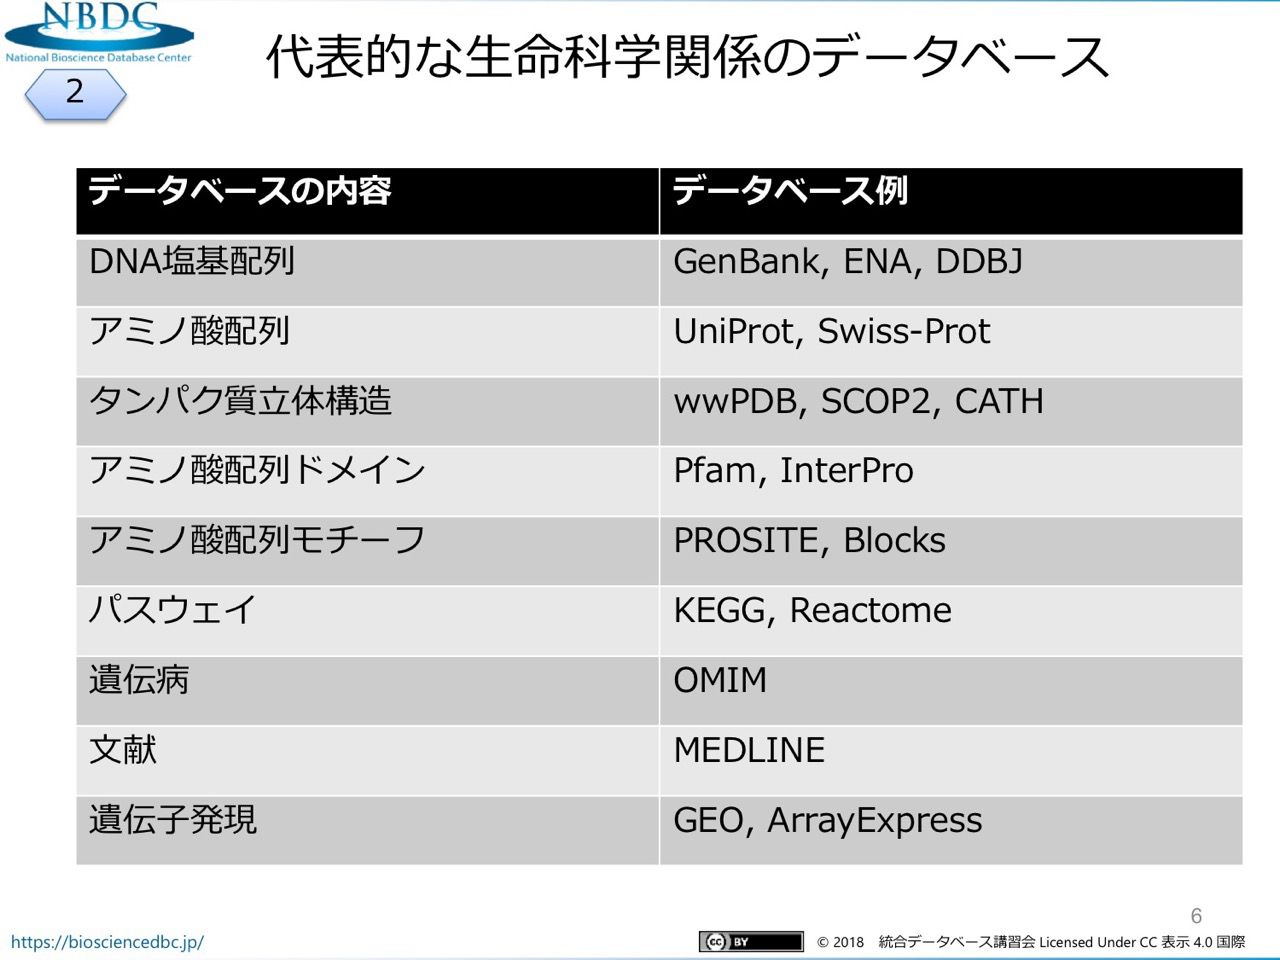 NBDC
National Bioscience Database Center
2
代表的な生命科学関係のデータベース
データベースの内容 データベース例
DNA塩基配列 GenBank, ENA, DDBJ
アミノ酸配列 UniProt, Swiss-Prot
タンパク質立体構造 wwPDB, SCOP2, CATH
アミノ酸配列ドメイン Pfam, InterPro
アミノ酸配列モチーフ PROSITE, Blocks
パスウェイ KEGG, Reactome
遺伝病 OMIM
文献 MEDLINE
遺伝子発現 GEO, ArrayExpress
6
https://biosciencedbc.jp/
cc BY
© 2018 統合データベース講習会 Licensed Under CC 表示 4.0 国際